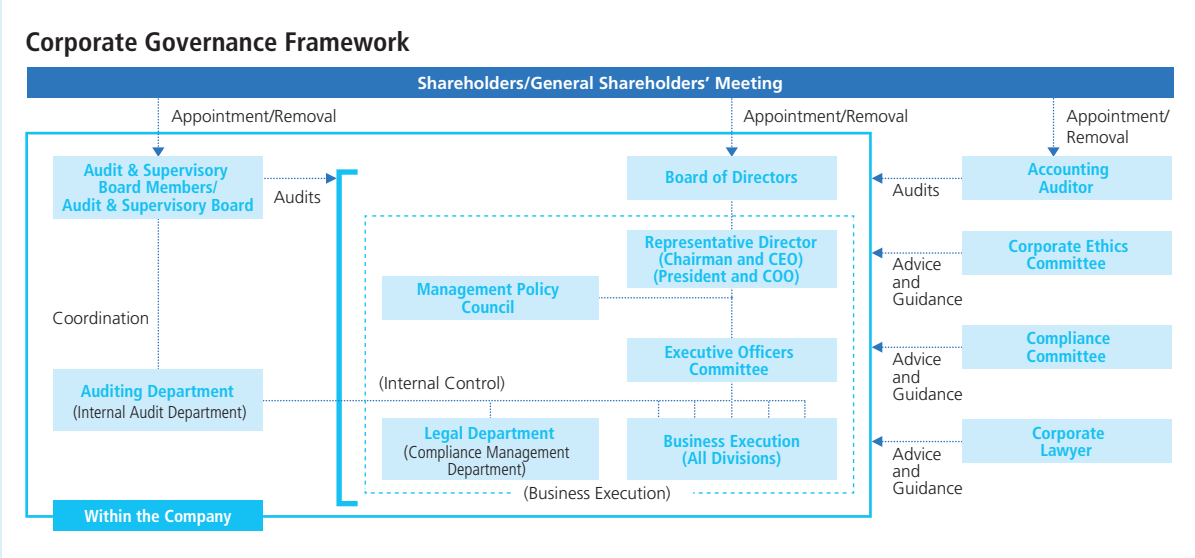 Corporate Governance Framework
Shareholders/General Shareholders' Meeting
Appointment/Removal
Appointment/Removal
Appointment/
Removal
Audit & Supervisory
Board Members/
Audit & Supervisory Board
Audits
Board of Directors
Audits
Accounting
Auditor
Representative Director
(Chairman and CEO)
(President and COO)
Advice
and
Guidance
Corporate Ethics
Committee
Management Policy
Council
Coordination
Executive Officers
Committee
Advice
and
Guidance
Compliance
Committee
Auditing Department
(Internal Audit Department)
(Internal Control)
Legal Department
(Compliance Management
Department)
Business Execution
(All Divisions)
Advice
and
Guidance
Corporate
Lawyer
(Business Execution)
Within the Company